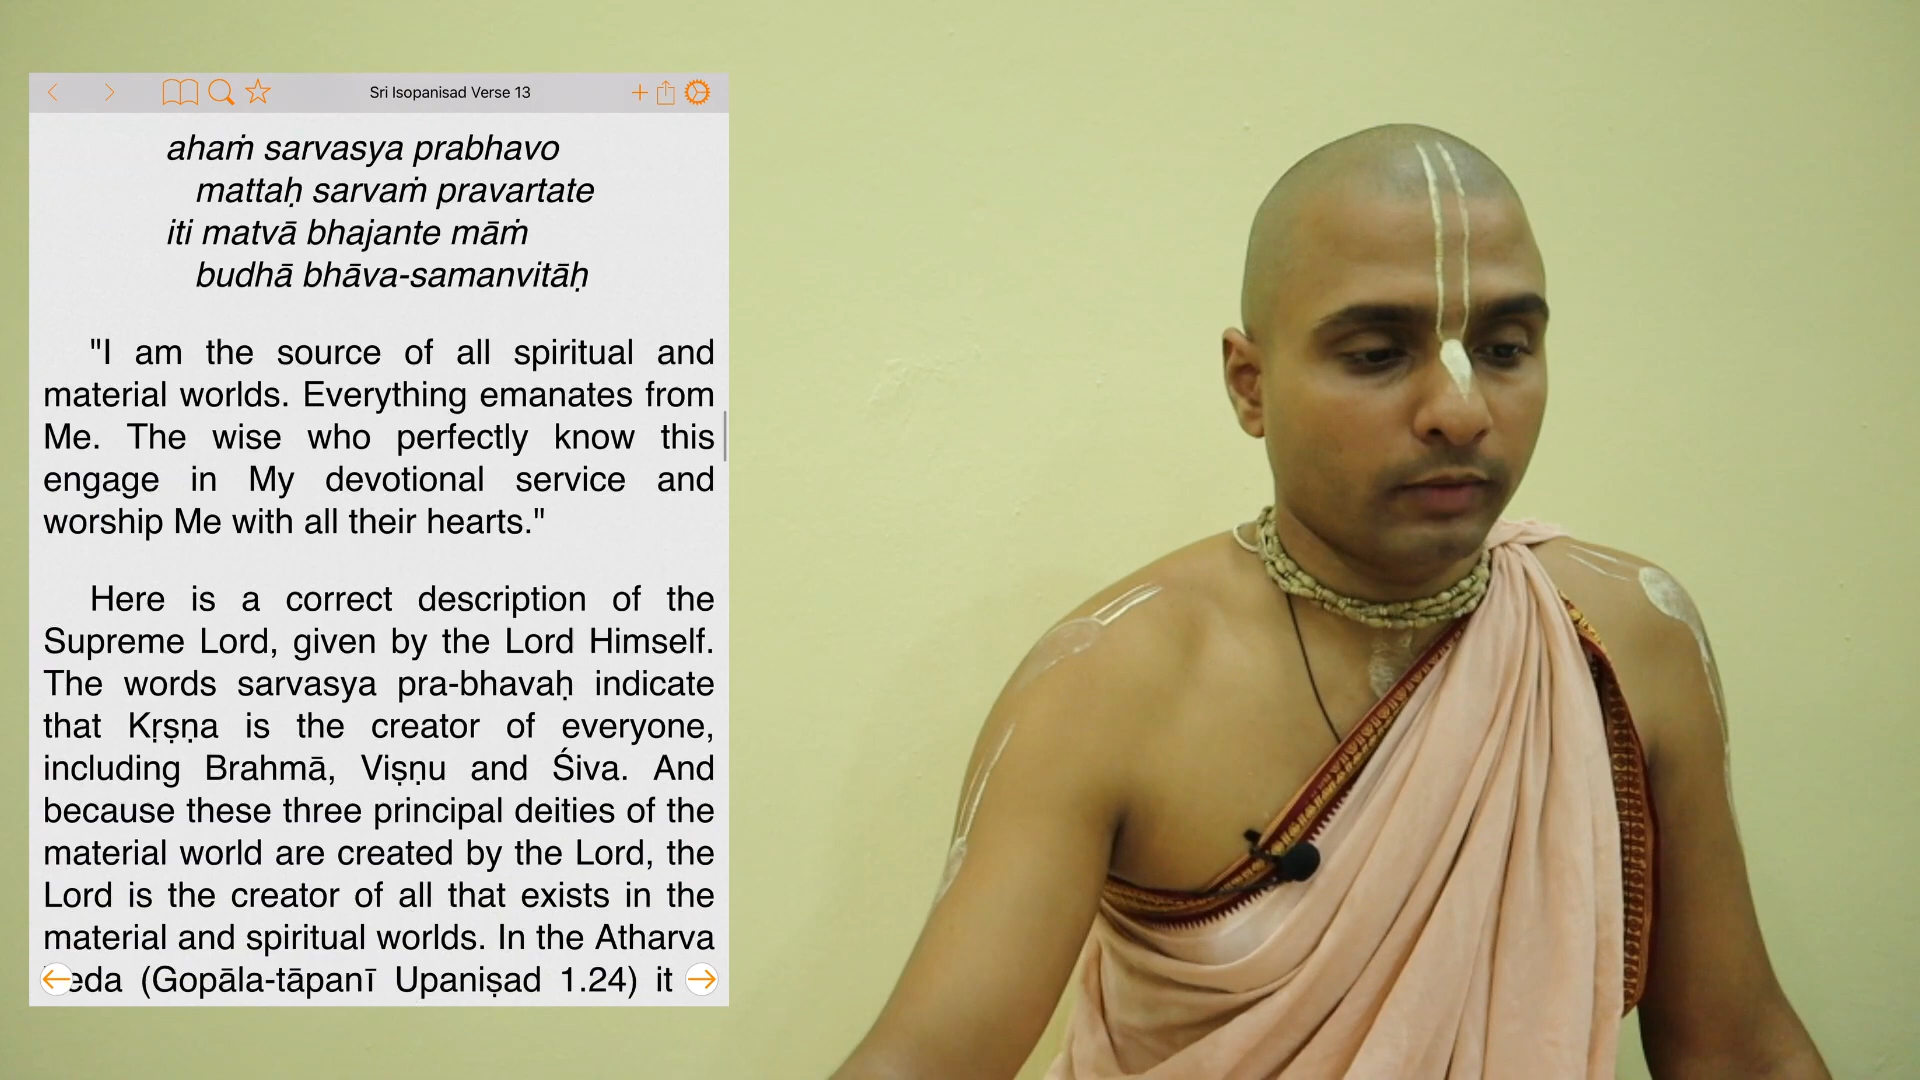 Sri Isopanisad Verse 13
ahaṁ sarvasya prabhavo
mattaḥ sarvaṁ pravartate
iti matvā bhajante māṁ
budhā bhāva-samanvitāḥ
"I am the source of all spiritual and
material worlds. Everything emanates from
Me. The wise who perfectly know this
engage in My devotional service and
worship Me with all their hearts."
Here is a correct description of the
Supreme Lord, given by the Lord Himself.
The words sarvasya pra-bhavaḥ indicate
that Kṛṣṇa is the creator of everyone,
including Brahmā, Viṣṇu and Śiva. And
because these three principal deities of the
material world are created by the Lord, the
Lord is the creator of all that exists in the
material and spiritual worlds. In the Atharva
eda (Gopāla-tāpanī Upaniṣad 1.24) it